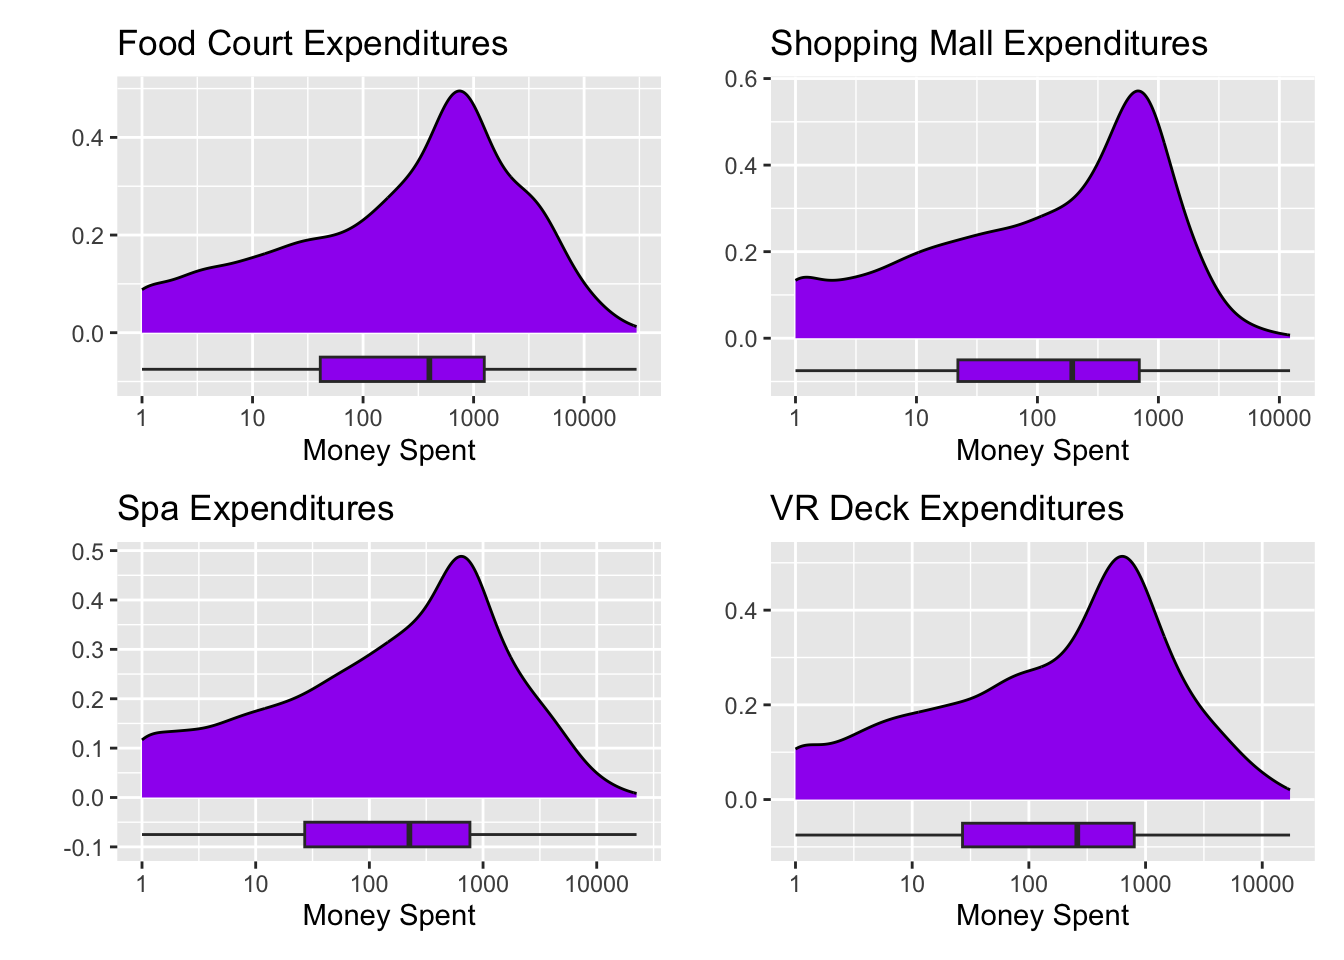 Food Court Expenditures
0.4
0.2
0.0
1 10 100 1000 10000
Money Spent
Shopping Mall Expenditures
0.6
0.4
0.2
0.0
1 10 100 1000 10000
Money Spent
Spa Expenditures
0.5
0.4
0.3
0.2
0.1
0.0
-0.1
1 10 100 1000 10000
Money Spent
VR Deck Expenditures
0.4
0.2
0.0
1 10 100 1000 10000
Money Spent